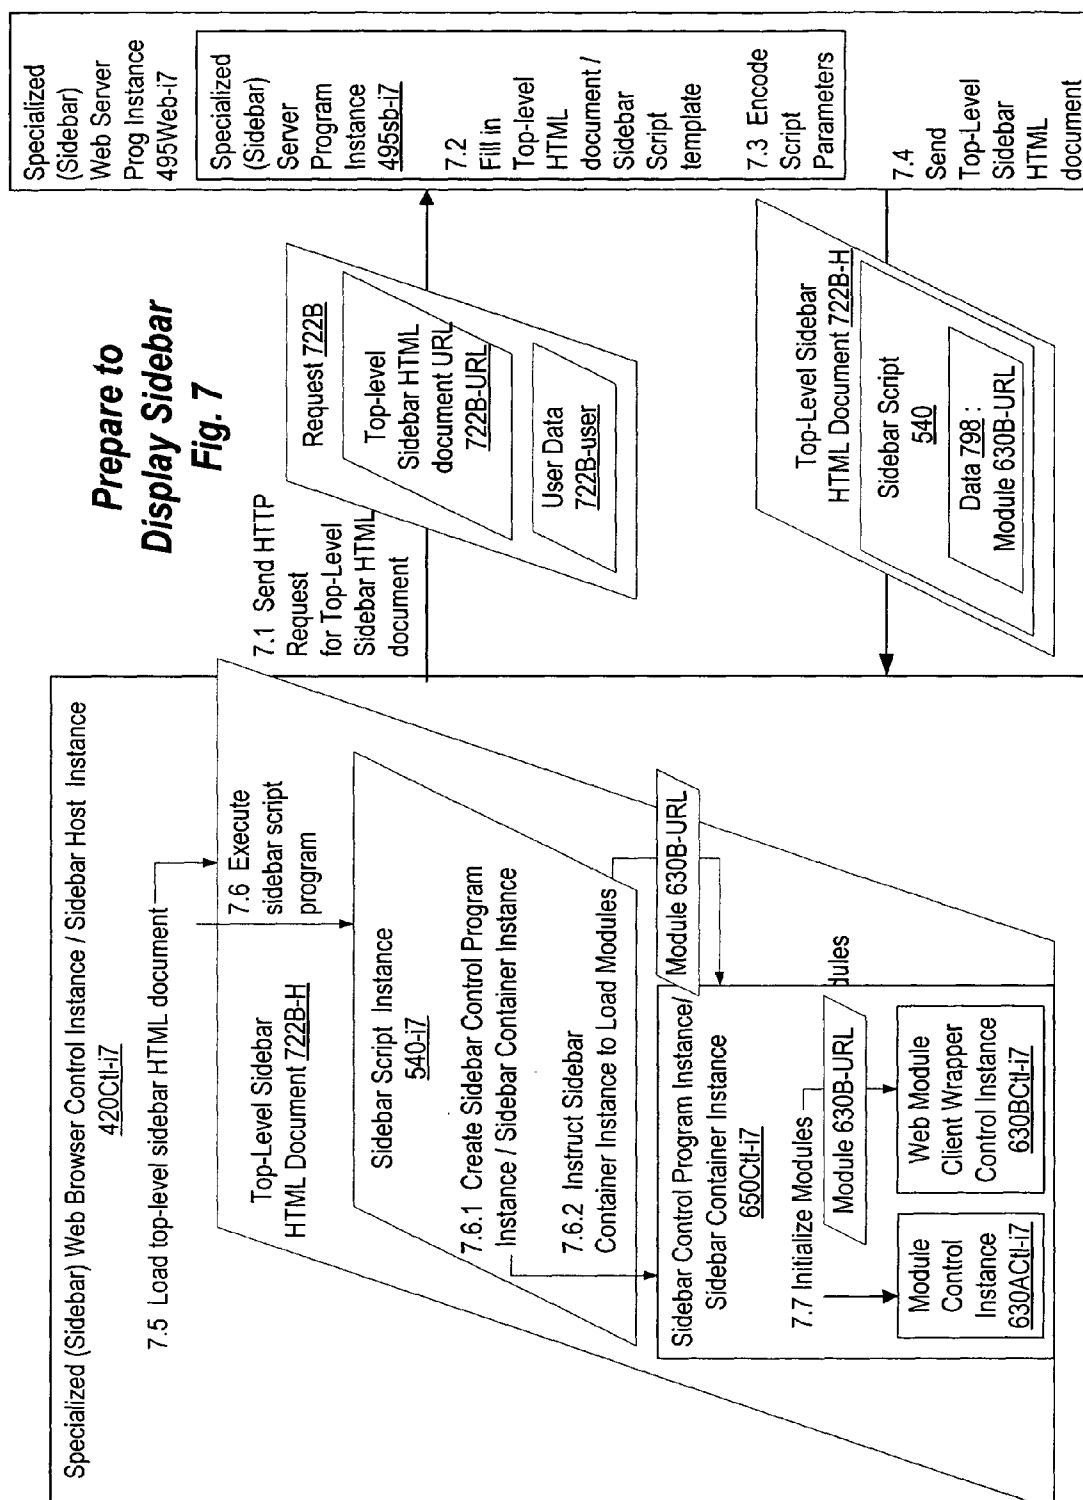 Prepare to
Display Sidebar
Fig. 7
Specialized (Sidebar) Web Browser Control Instance / Sidebar Host Instance
420Ctl-i7
7.5 Load top-level sidebar HTML document
7.6 Execute
sidebar script
program
Top-Level Sidebar
HTML Document 722B-H
Sidebar Script Instance
540-i7
7.6.1 Create Sidebar Control Program
Instance / Sidebar Container Instance
7.6.2 Instruct Sidebar
Container Instance to Load Modules
Module 630B-URL
Sidebar Control Program Instance/
Sidebar Container Instance
650Ctl-i7
dules
7.7 Initialize Modules
Module 630B-URL
Module
Control
Instance
630ACtl-i7
Web Module
Client Wrapper
Control Instance
630BCtl-i7
7.1 Send HTTP
Request
for Top-Level
Sidebar HTML
document
Request 722B
Top-level
Sidebar HTML
document URL
722B-URL
User Data
722B-user
Top-Level Sidebar
HTML Document 722B-H
Sidebar Script
540
Data 798 :
Module 630B-URL
Specialized
(Sidebar)
Web Server
Prog Instance
495Web-i7
Specialized
(Sidebar)
Server
Program
Instance
495sb-i7
7.2
Fill in
Top-level
HTML
document /
Sidebar
Script
template
7.3 Encode
Script
Parameters
7.4
Send
Top-Level
Sidebar
HTML
document